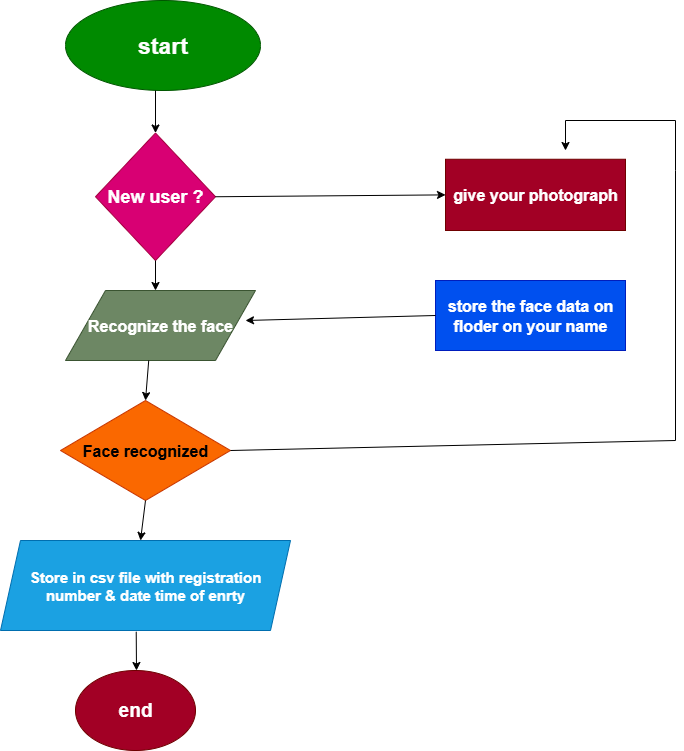 start
New user ?
give your photograph
store the face data on
floder on your name
Recognize the face
Face recognized
Store in csv file with registration
number & date time of enrty
end